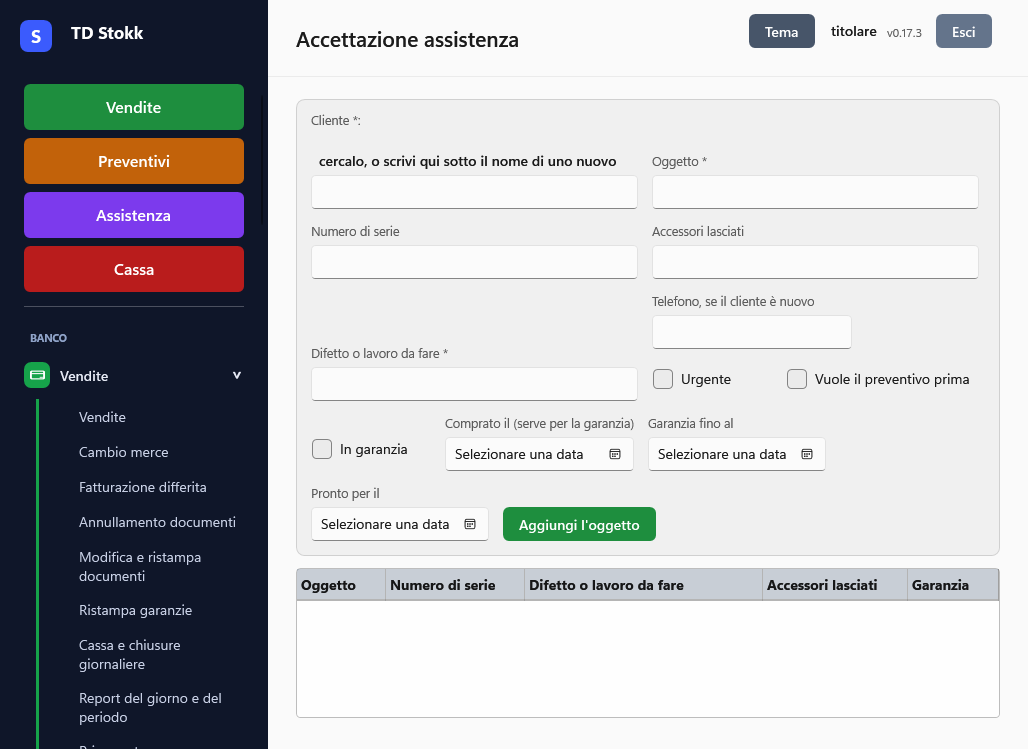 S
TD Stokk
Vendite
Preventivi
Assistenza
Cassa
BANCO
Vendite
Vendite
Cambio merce
Fatturazione differita
Annullamento documenti
Modifica e ristampa
documenti
Ristampa garanzie
Cassa e chiusure
giornaliere
Report del giorno e del
periodo
Accettazione assistenza
Tema
titolare
v0.17.3
Esci
Cliente *:
cercalo, o scrivi qui sotto il nome di uno nuovo
Oggetto *
Numero di serie
Accessori lasciati
Telefono, se il cliente è nuovo
Difetto o lavoro da fare *
Urgente
Vuole il preventivo prima
In garanzia
Comprato il (serve per la garanzia)
Selezionare una data
Garanzia fino al
Selezionare una data
Pronto per il
Selezionare una data
Aggiungi l'oggetto
Oggetto Numero di serie Difetto o lavoro da fare Accessori lasciati Garanzia